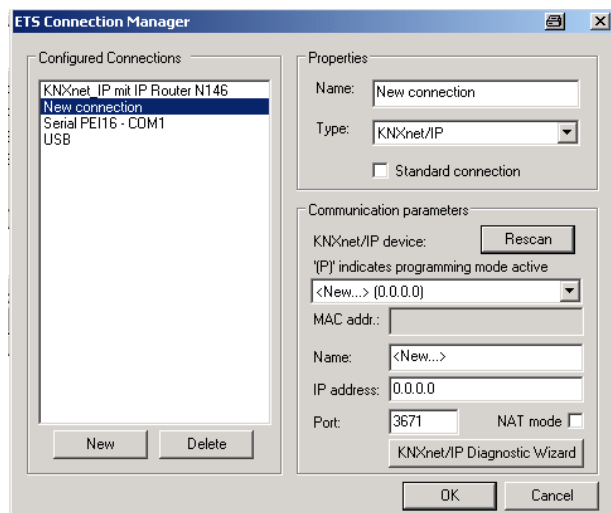 ETS Connection Manager
Configured Connections
KNXnet_IP mit IP Router N146
New connection
Serial PEI16 - COM1
USB
New
Delete
Properties
Name: New connection
Type: KNXnet/IP
Standard connection
Communication parameters
KNXnet/IP device: Rescan
'(P)' indicates programming mode active
<New...> (0.0.0.0)
MAC addr.:
Name: <New...>
IP address: 0.0.0.0
Port: 3671 NAT mode
KNXnet/IP Diagnostic Wizard
OK Cancel